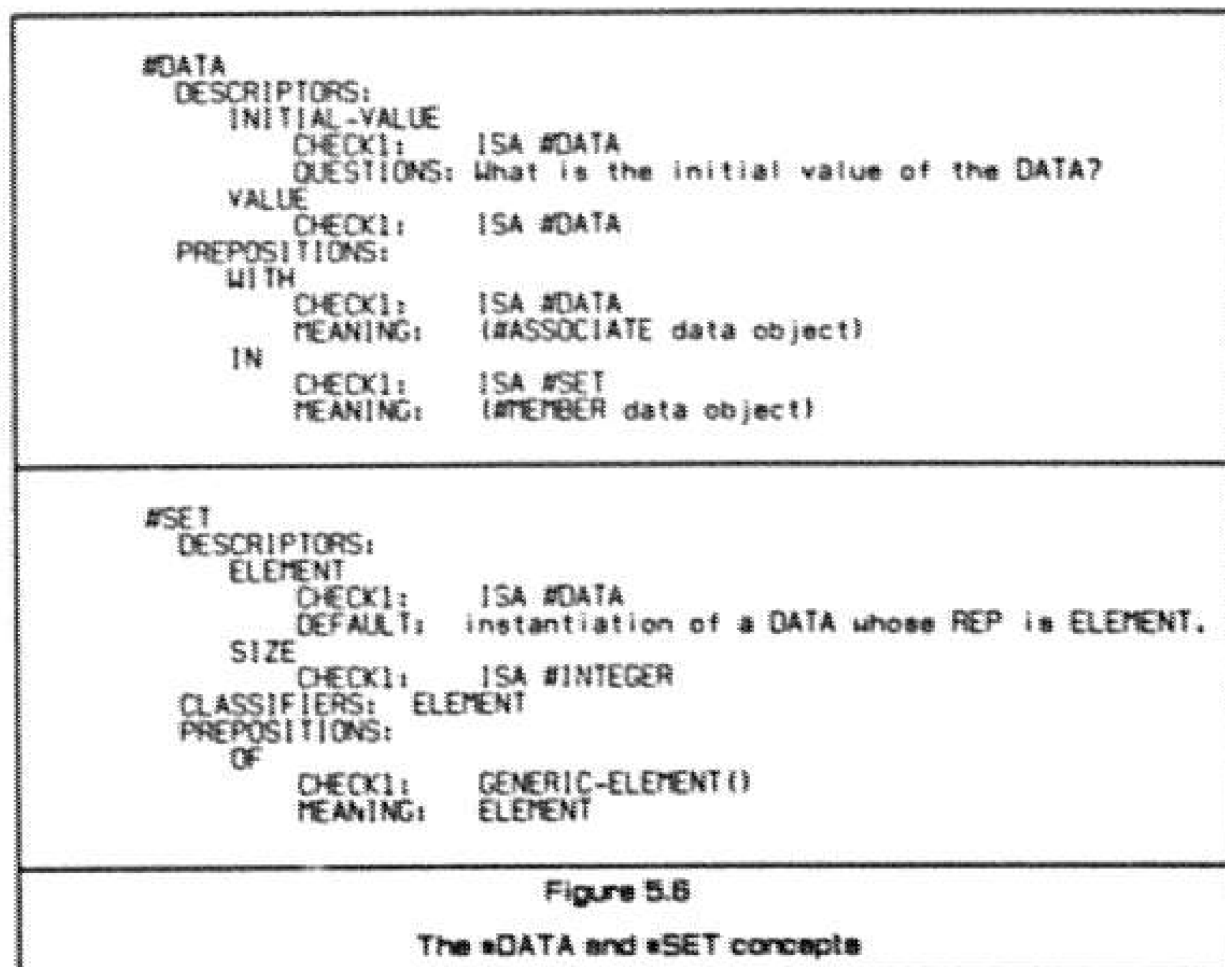 #DATA
DESCRIPTORS:
INITIAL-VALUE
CHECK1: ISA #DATA
QUESTIONS: What is the initial value of the DATA?
VALUE
CHECK1: ISA #DATA
PREPOSITIONS:
WITH
CHECK1: ISA #DATA
MEANING: (#ASSOCIATE data object)
IN
CHECK1: ISA #SET
MEANING: (#MEMBER data object)
#SET
DESCRIPTORS:
ELEMENT
CHECK1: ISA #DATA
DEFAULT: instantiation of a DATA whose REP is ELEMENT.
SIZE
CHECK1: ISA #INTEGER
CLASSIFIERS: ELEMENT
PREPOSITIONS:
OF
CHECK1: GENERIC-ELEMENT()
MEANING: ELEMENT
Figure 5.6
The #DATA and #SET concepts